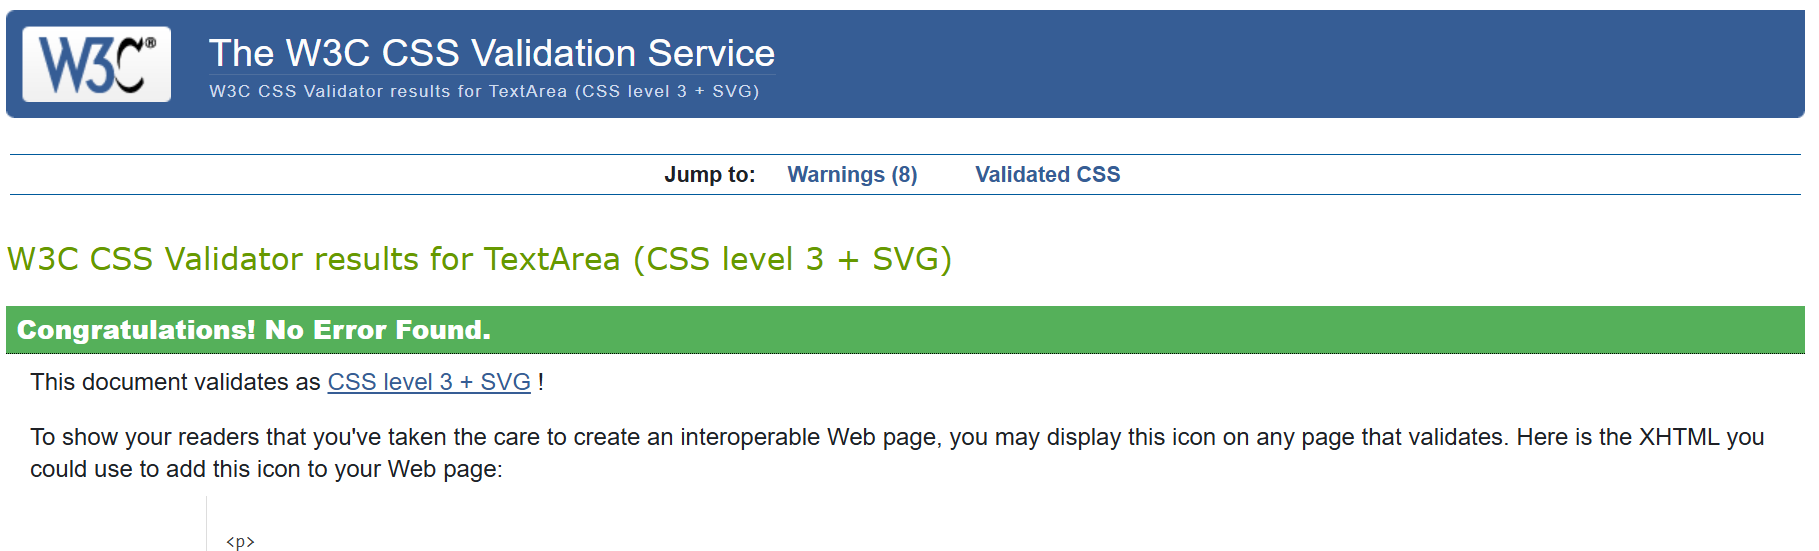 W3C®
The W3C CSS Validation Service
W3C CSS Validator results for TextArea (CSS level 3 + SVG)
Jump to: Warnings (8) Validated CSS
W3C CSS Validator results for TextArea (CSS level 3 + SVG)
Congratulations! No Error Found.
This document validates as CSS level 3 + SVG !
To show your readers that you've taken the care to create an interoperable Web page, you may display this icon on any page that validates. Here is the XHTML you
could use to add this icon to your Web page:
<p>